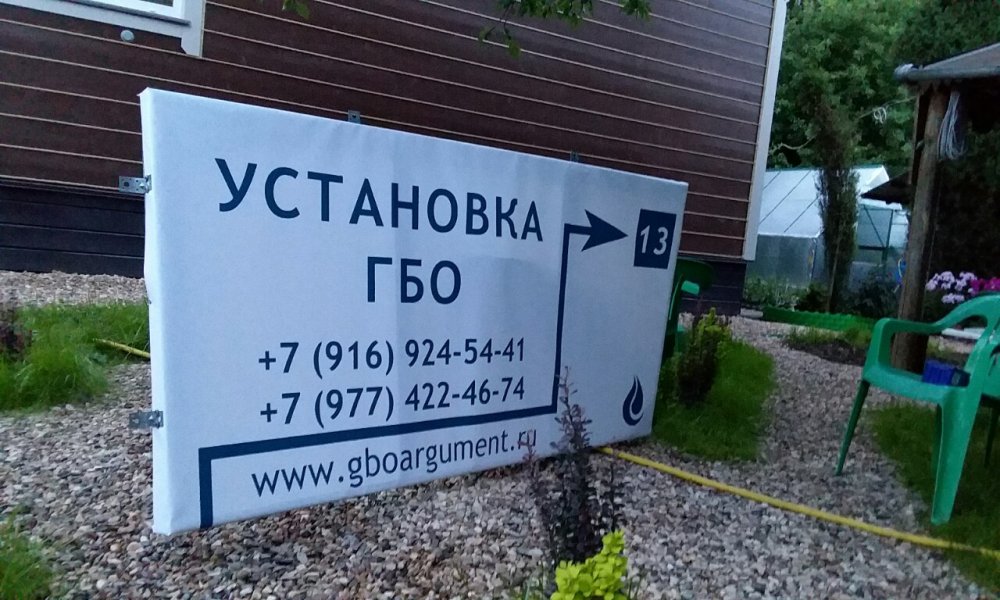 УСТАНОВКА
ГБО
13
+7 (916) 924-54-41
+7 (977) 422-46-74
www.gboargument.ru